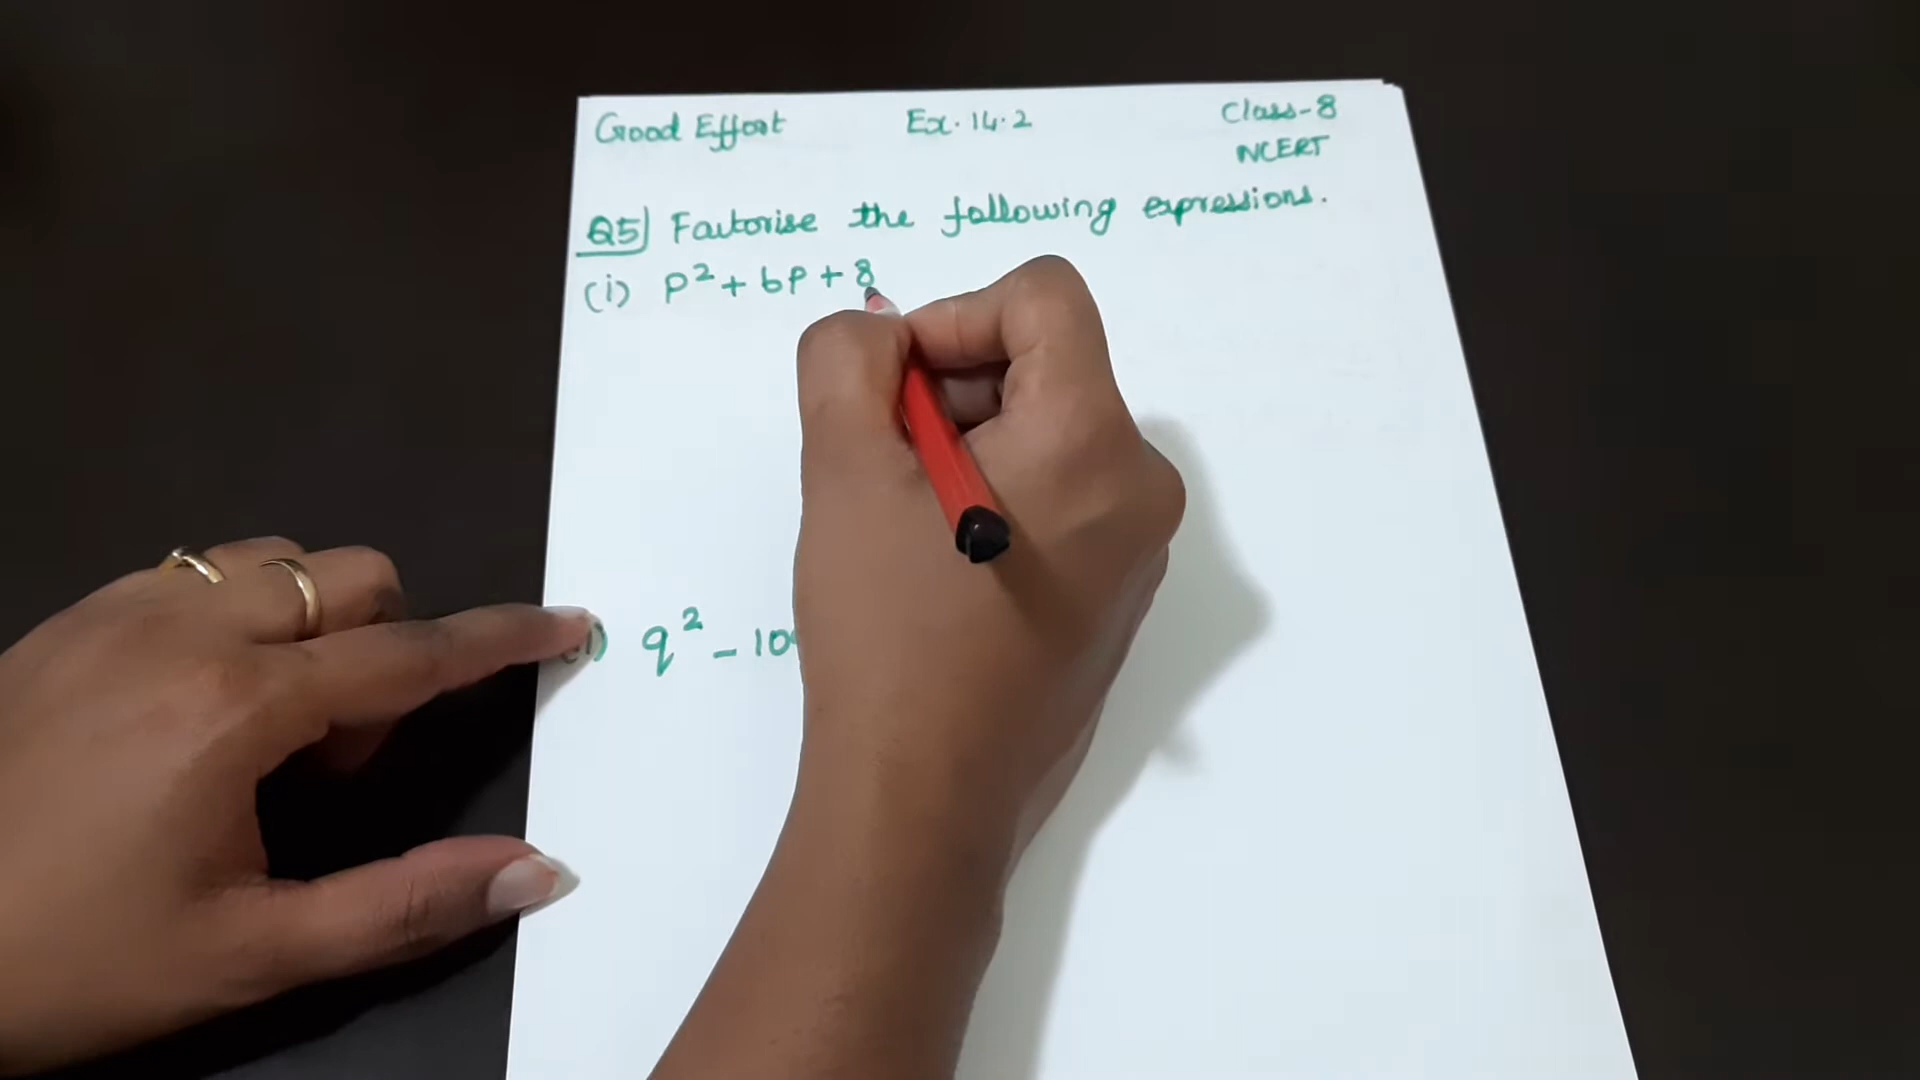 Good Effort Ex. 14.2 Class-8
NCERT
Q5) Factorise the following expressions.
(i) p² + 6p + 8
q² - 10